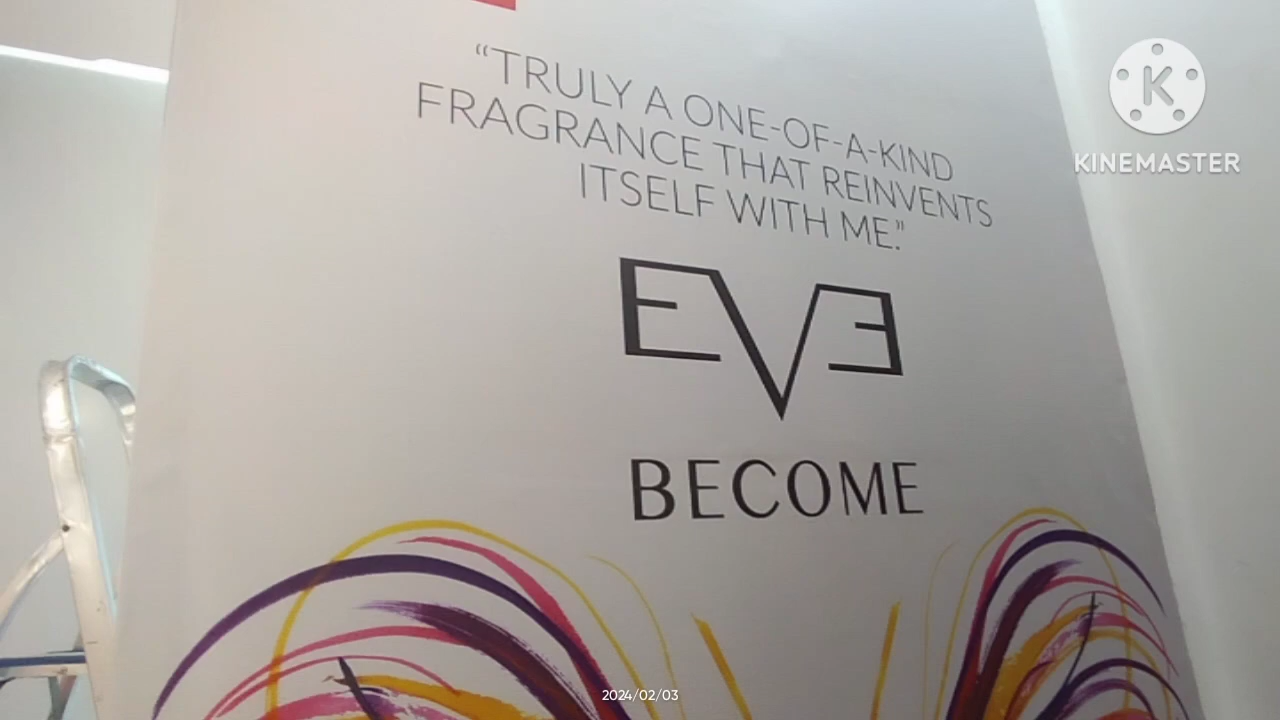 “TRULY A ONE-OF-A-KIND
FRAGRANCE THAT REINVENTS
ITSELF WITH ME.”
EVE
BECOME
K
KINEMASTER
2024/02/03